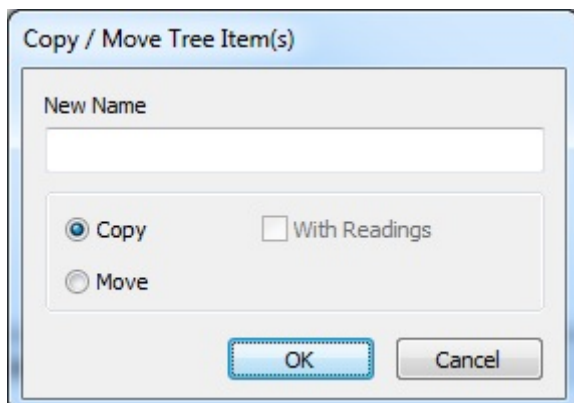 Copy / Move Tree Item(s)
New Name
Copy With Readings
Move
OK Cancel